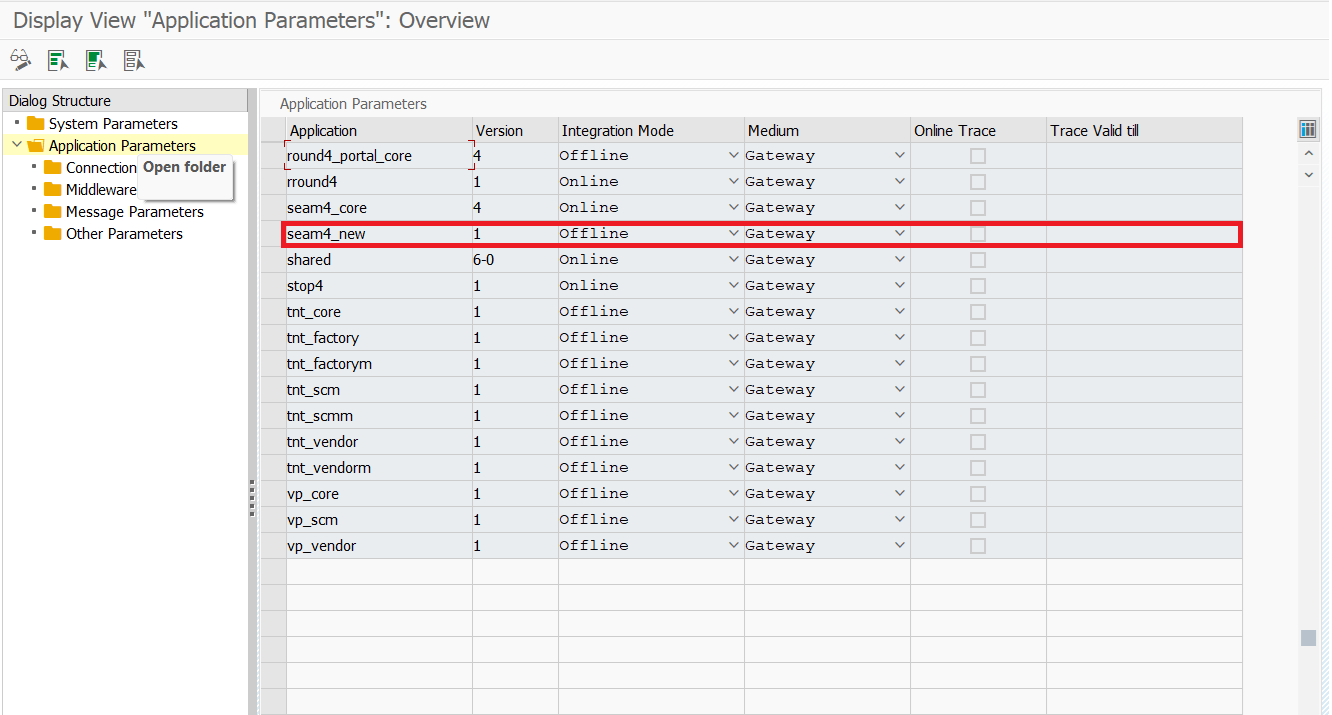 Display View "Application Parameters": Overview
Dialog Structure
System Parameters
Application Parameters
Connection
Middleware
Message Parameters
Other Parameters
Open folder
Application Parameters
Application Version Integration Mode Medium Online Trace Trace Valid till
round4_portal_core 4 Offline Gateway
rround4 1 Online Gateway
seam4_core 4 Online Gateway
seam4_new 1 Offline Gateway
shared 6-0 Online Gateway
stop4 1 Online Gateway
tnt_core 1 Offline Gateway
tnt_factory 1 Offline Gateway
tnt_factorym 1 Offline Gateway
tnt_scm 1 Offline Gateway
tnt_scmm 1 Offline Gateway
tnt_vendor 1 Offline Gateway
tnt_vendorm 1 Offline Gateway
vp_core 1 Offline Gateway
vp_scm 1 Offline Gateway
vp_vendor 1 Offline Gateway